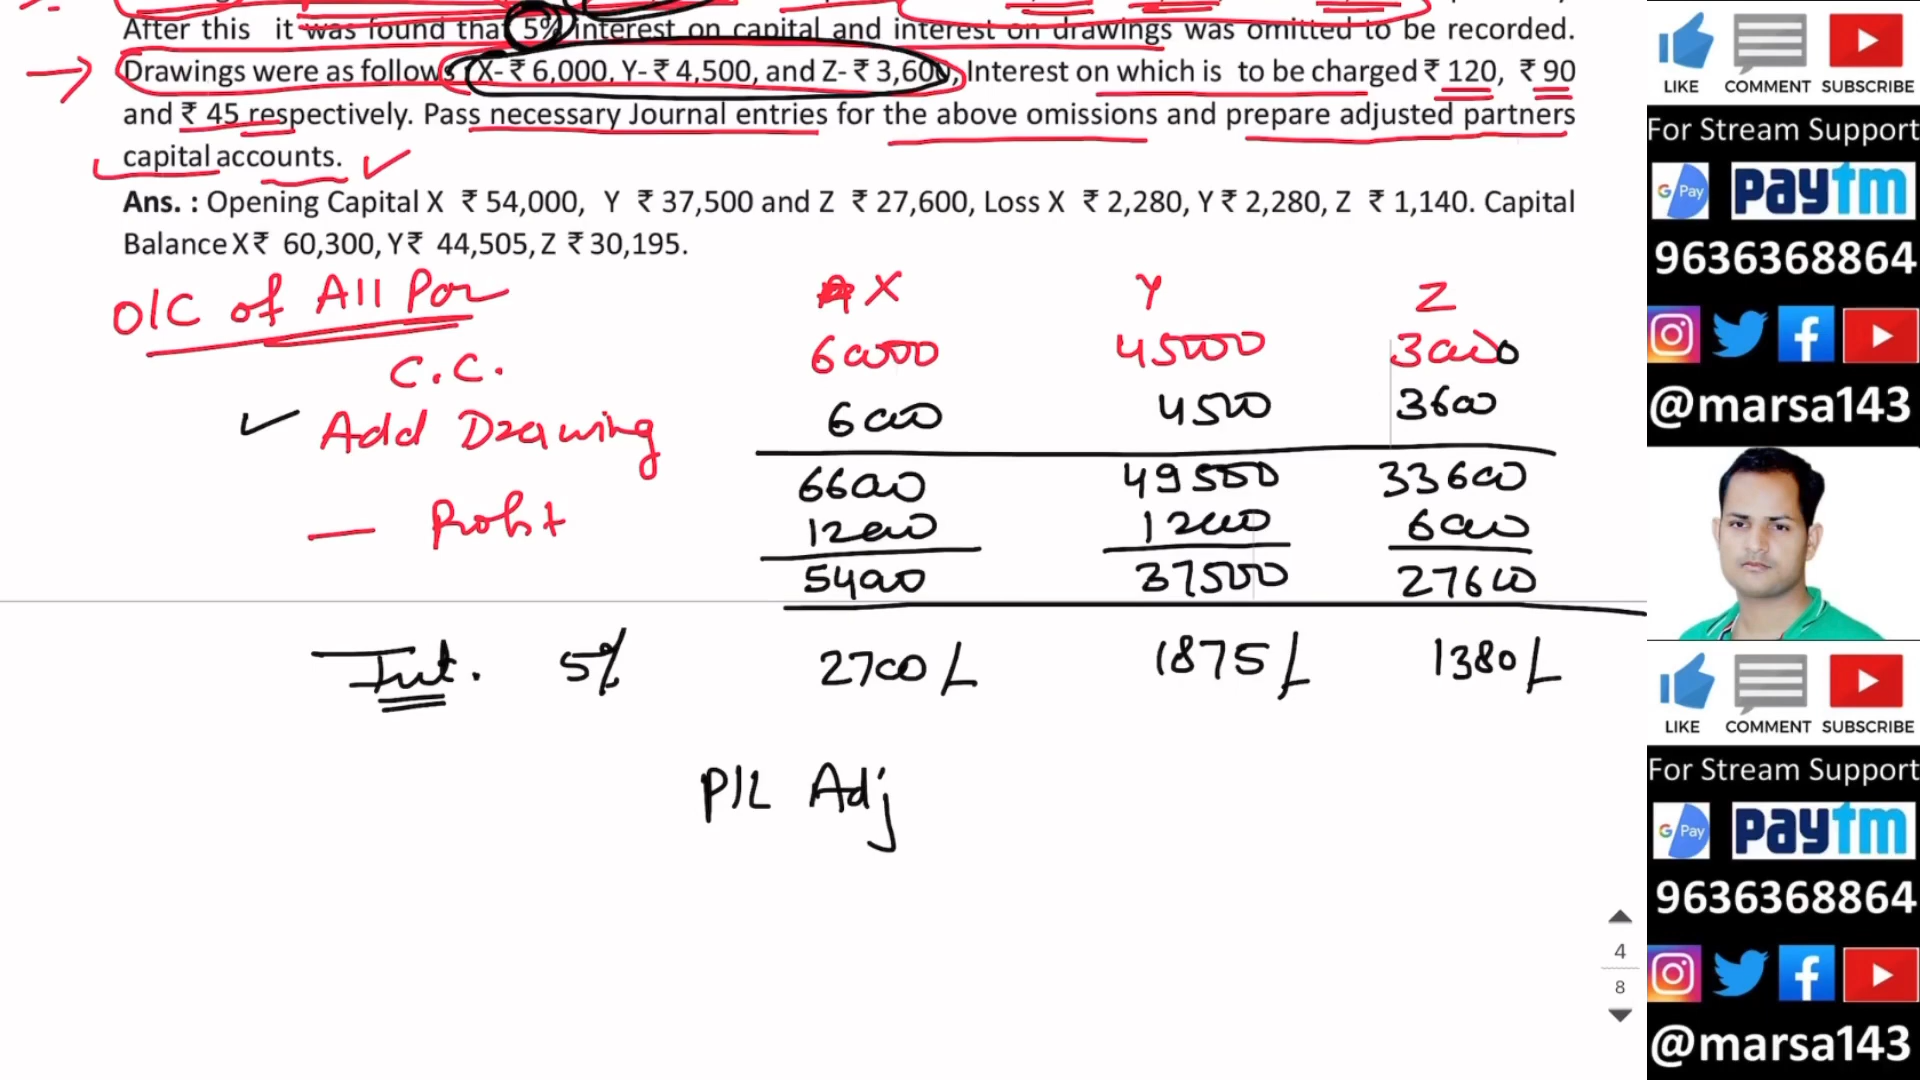 After this it was found that 5% interest on capital and interest on drawings was omitted to be recorded.
Drawings were as follows X-₹ 6,000, Y-₹ 4,500, and Z-₹ 3,600, Interest on which is to be charged ₹ 120, ₹ 90
and ₹ 45 respectively. Pass necessary Journal entries for the above omissions and prepare adjusted partners
capital accounts.
Ans. : Opening Capital X ₹ 54,000, Y ₹ 37,500 and Z ₹ 27,600, Loss X ₹ 2,280, Y ₹ 2,280, Z ₹ 1,140. Capital
Balance X ₹ 60,300, Y ₹ 44,505, Z ₹ 30,195.
O/C of All Par X Y Z
C.C. 60000 45000 30000
Add Drawing 6000 4500 3600
66000 49500 33600
— Profit 12000 12000 6000
54000 37500 27600
Int. 5% 2700 1875 1380
P/L Adj
4
8
LIKE COMMENT SUBSCRIBE
For Stream Support
G Pay paytm
9636368864
@marsa143
LIKE COMMENT SUBSCRIBE
For Stream Support
G Pay paytm
9636368864
@marsa143